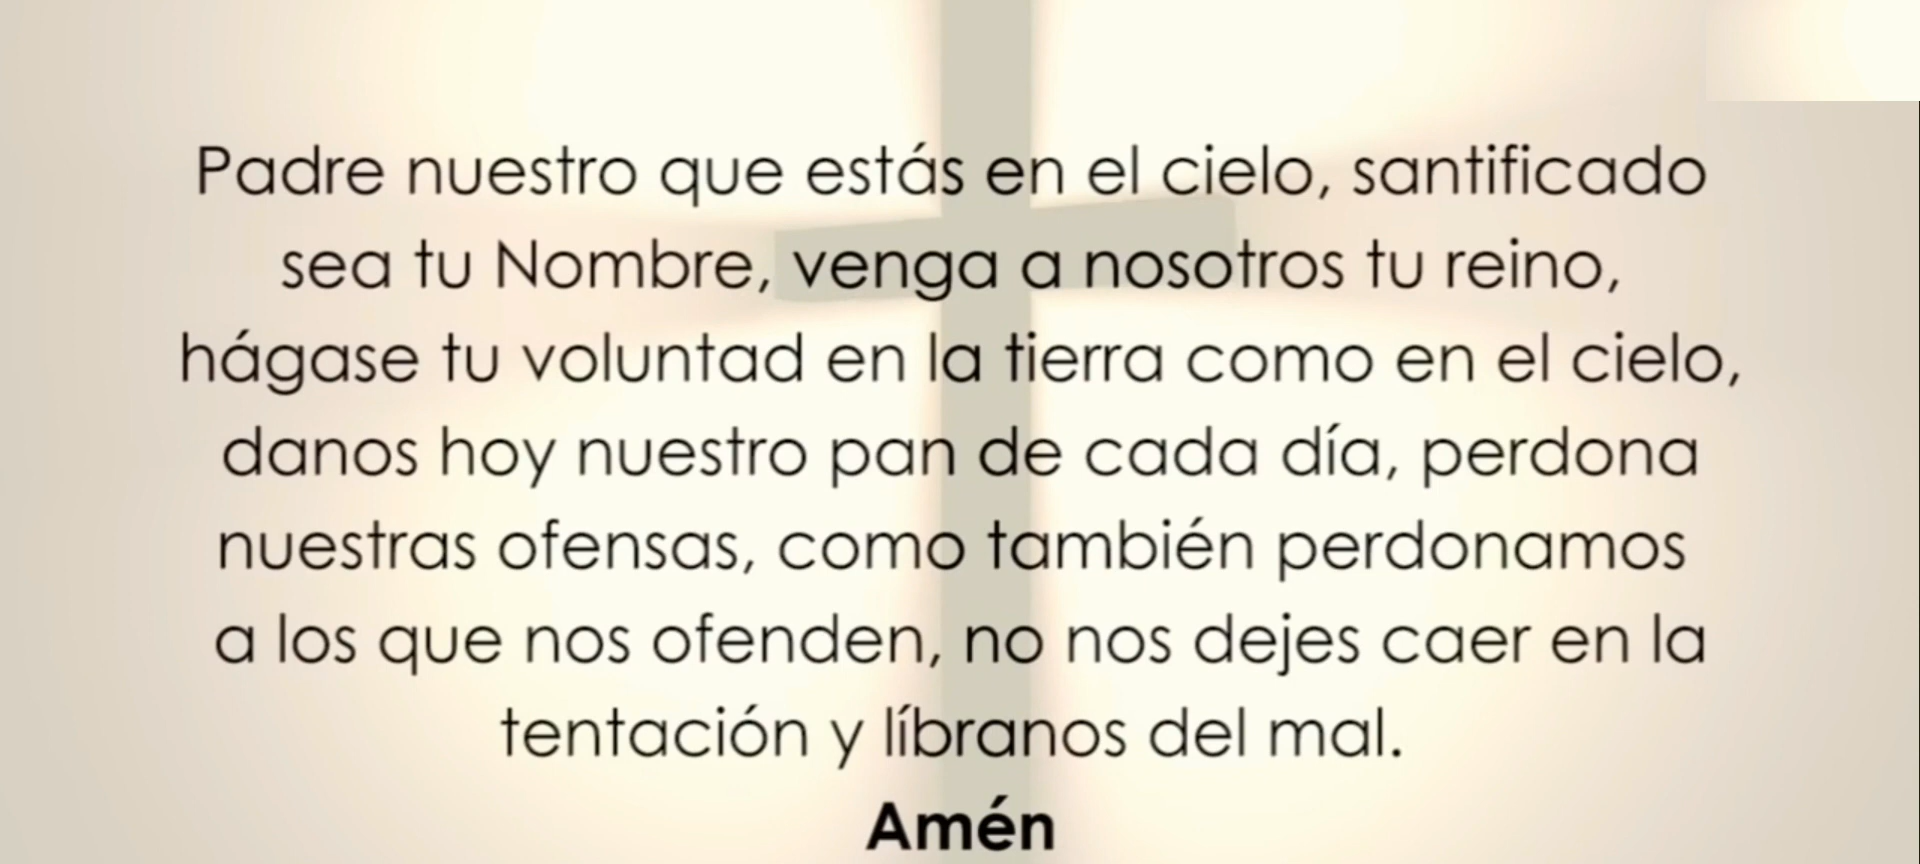 Padre nuestro que estás en el cielo, santificado
sea tu Nombre, venga a nosotros tu reino,
hágase tu voluntad en la tierra como en el cielo,
danos hoy nuestro pan de cada día, perdona
nuestras ofensas, como también perdonamos
a los que nos ofenden, no nos dejes caer en la
tentación y líbranos del mal.
Amén